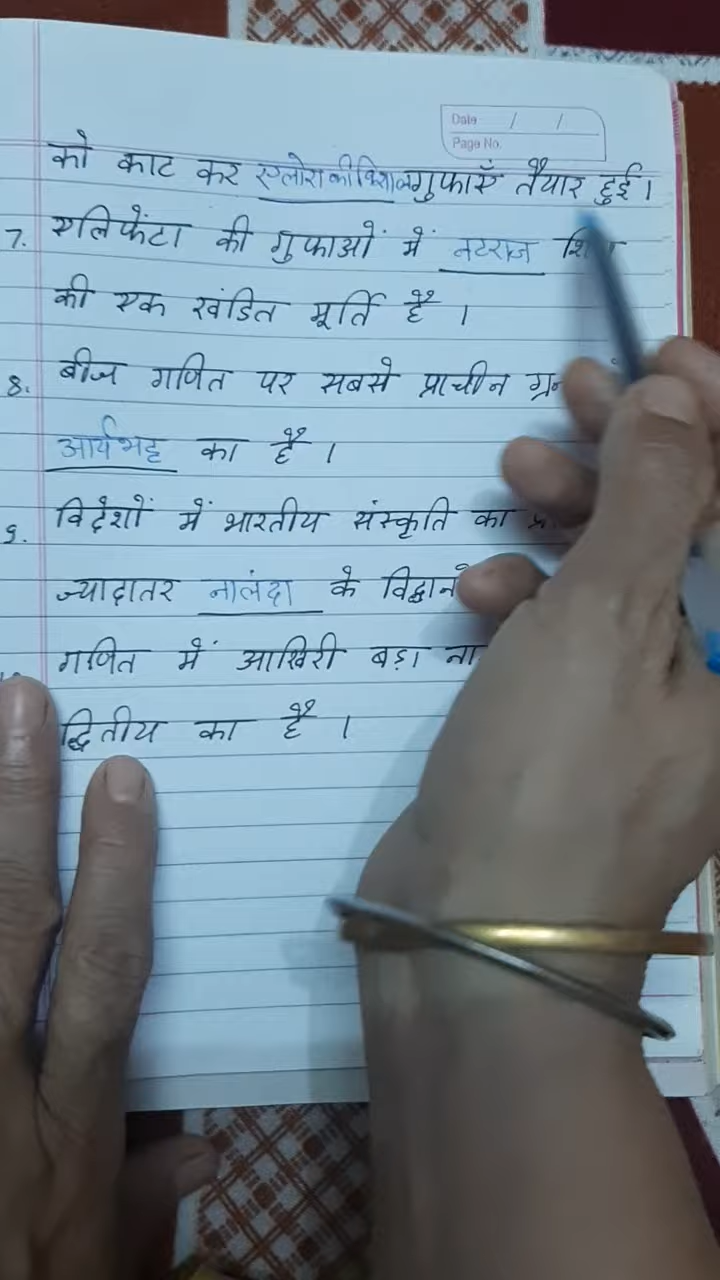 Date / /
Page No.
को काट कर एलोरा की विशाल गुफाएँ तैयार हुई।
7. एलिफेंटा की गुफाओं में नटराज
की एक खंडित मूर्ति है ।
8. बीज गणित पर सबसे प्राचीन
आर्यभट्ट का है ।
9. विदेशों में भारतीय संस्कृति का
ज्यादातर नालंदा के
गणित में आखिरी बड़ा
द्वितीय का है ।